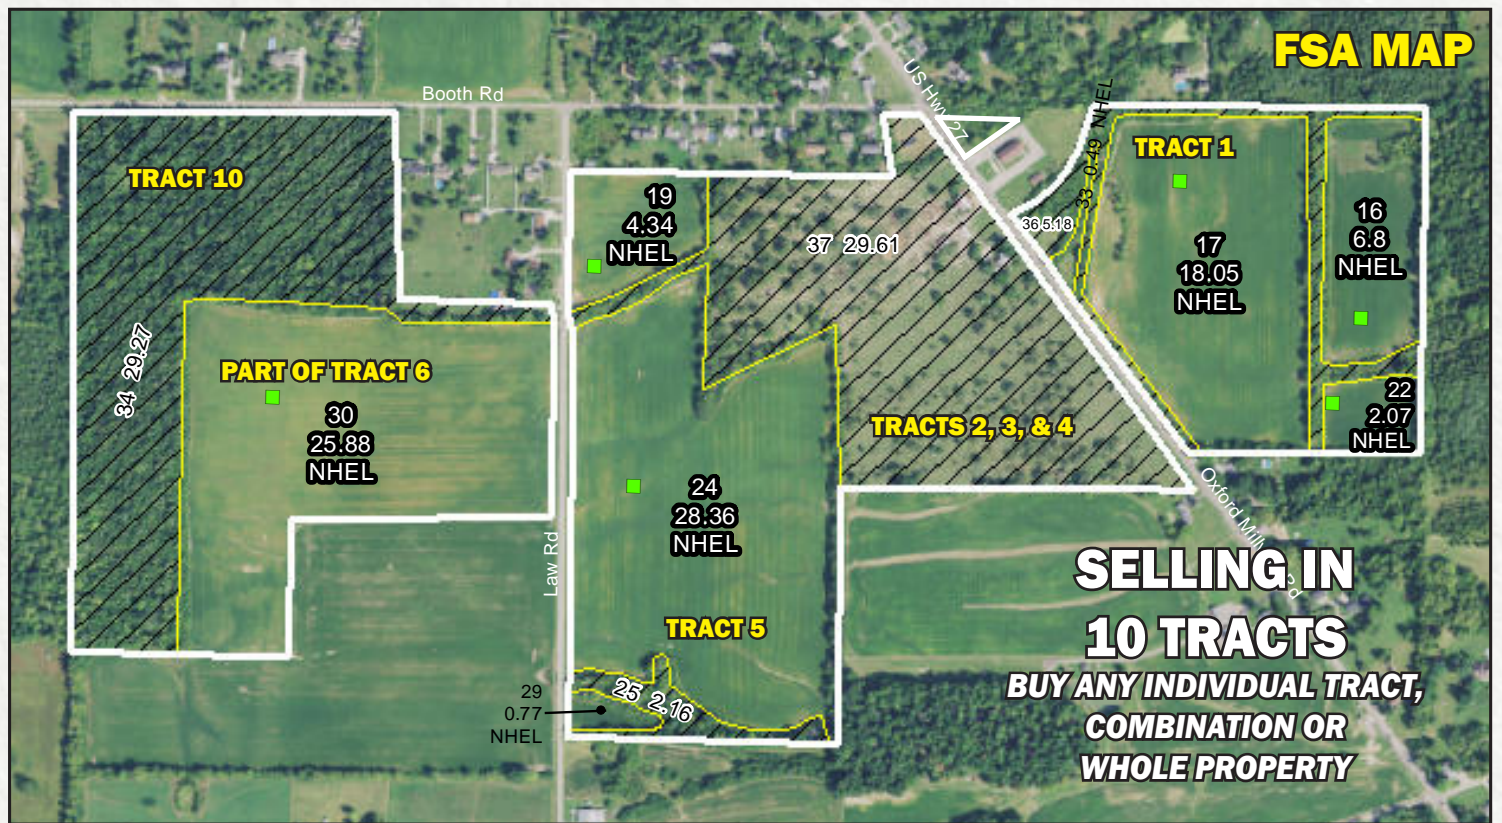 FSA MAP
Booth Rd
US Hwy 27
TRACT 10
TRACT 1
33 0.49 NHEL
19
4.34
NHEL
37 29.61
36 5.18
17
18.05
NHEL
16
6.8
NHEL
34 29.27
PART OF TRACT 6
30
25.88
NHEL
TRACTS 2, 3, & 4
22
2.07
NHEL
24
28.36
NHEL
Law Rd
TRACT 5
25 2.16
29
0.77
NHEL
Oxford Mill Rd
SELLING IN
10 TRACTS
BUY ANY INDIVIDUAL TRACT,
COMBINATION OR
WHOLE PROPERTY